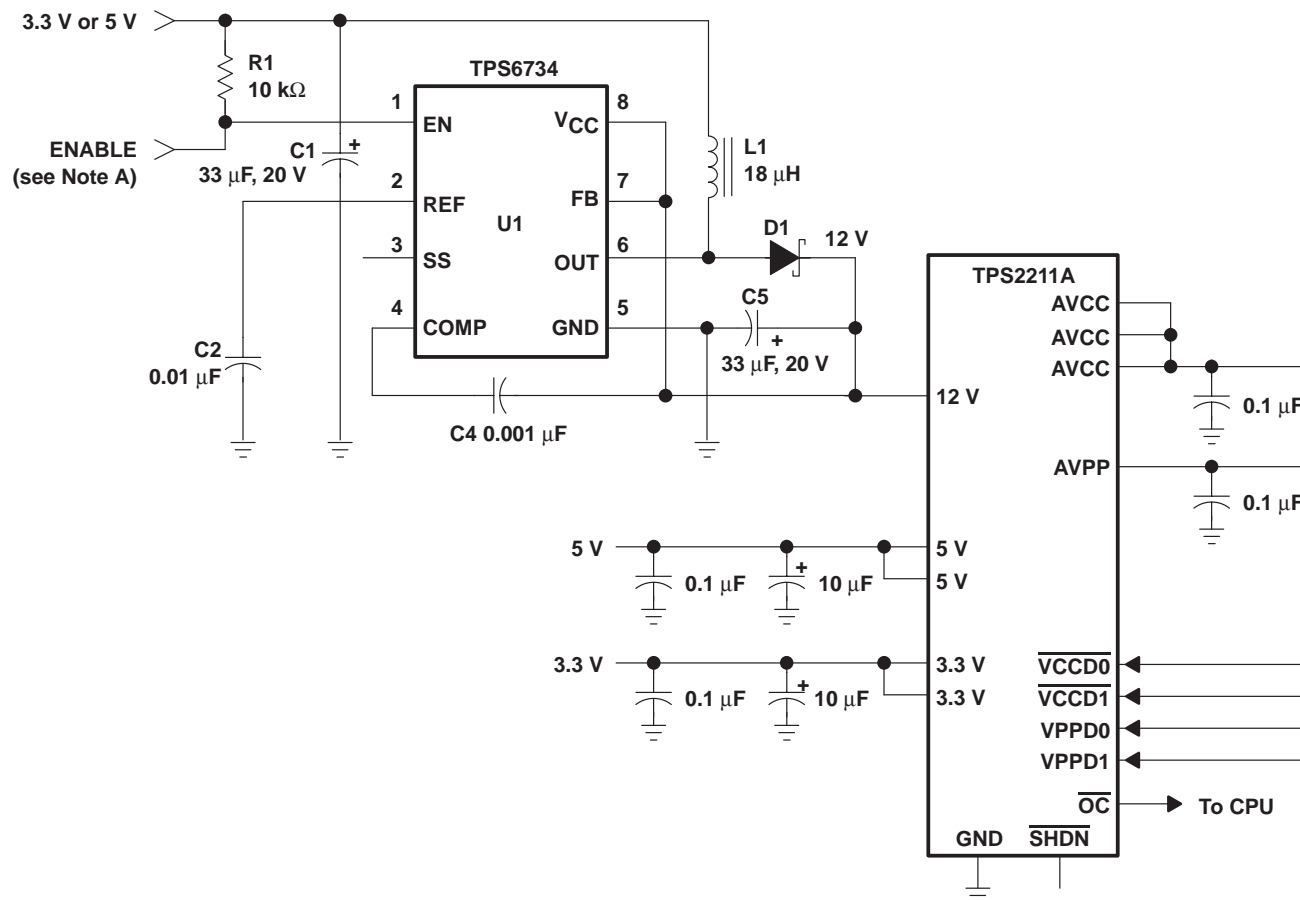 3.3 V or 5 V
R1
10 kΩ
ENABLE
(see Note A)
C1
+
33 μF, 20 V
C2
0.01 μF
TPS6734
1
EN
2
REF
3
SS
4
COMP
U1
8
VCC
7
FB
6
OUT
5
GND
C4 0.001 μF
L1
18 μH
D1
12 V
C5
+
33 μF, 20 V
TPS2211A
12 V
AVCC
AVCC
AVCC
0.1 μF
AVPP
0.1 μF
5 V
0.1 μF
+
10 μF
5 V
5 V
3.3 V
0.1 μF
+
10 μF
3.3 V
3.3 V
VCCD0
VCCD1
VPPD0
VPPD1
OC
To CPU
GND
SHDN